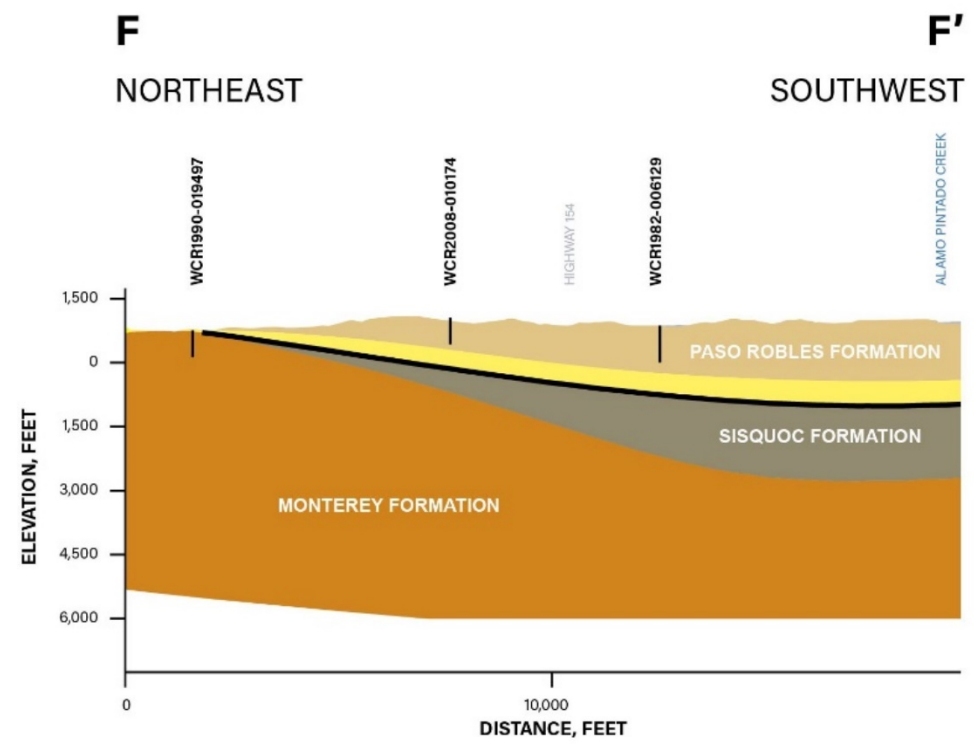 F
F'
NORTHEAST
SOUTHWEST
WCR1990-019497
WCR2008-010174
HIGHWAY 154
WCR1982-006129
ALAMO PINTADO CREEK
1,500
0
1,500
3,000
4,500
6,000
ELEVATION, FEET
PASO ROBLES FORMATION
SISQUOC FORMATION
MONTEREY FORMATION
0
10,000
DISTANCE, FEET